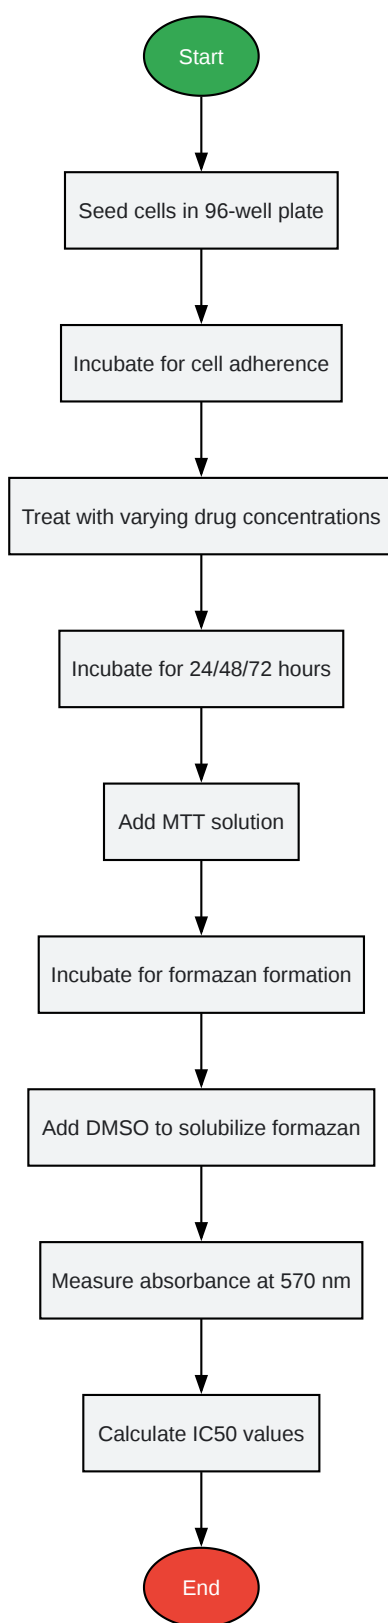 Start
Seed cells in 96-well plate
Incubate for cell adherence
Treat with varying drug concentrations
Incubate for 24/48/72 hours
Add MTT solution
Incubate for formazan formation
Add DMSO to solubilize formazan
Measure absorbance at 570 nm
Calculate IC50 values
End